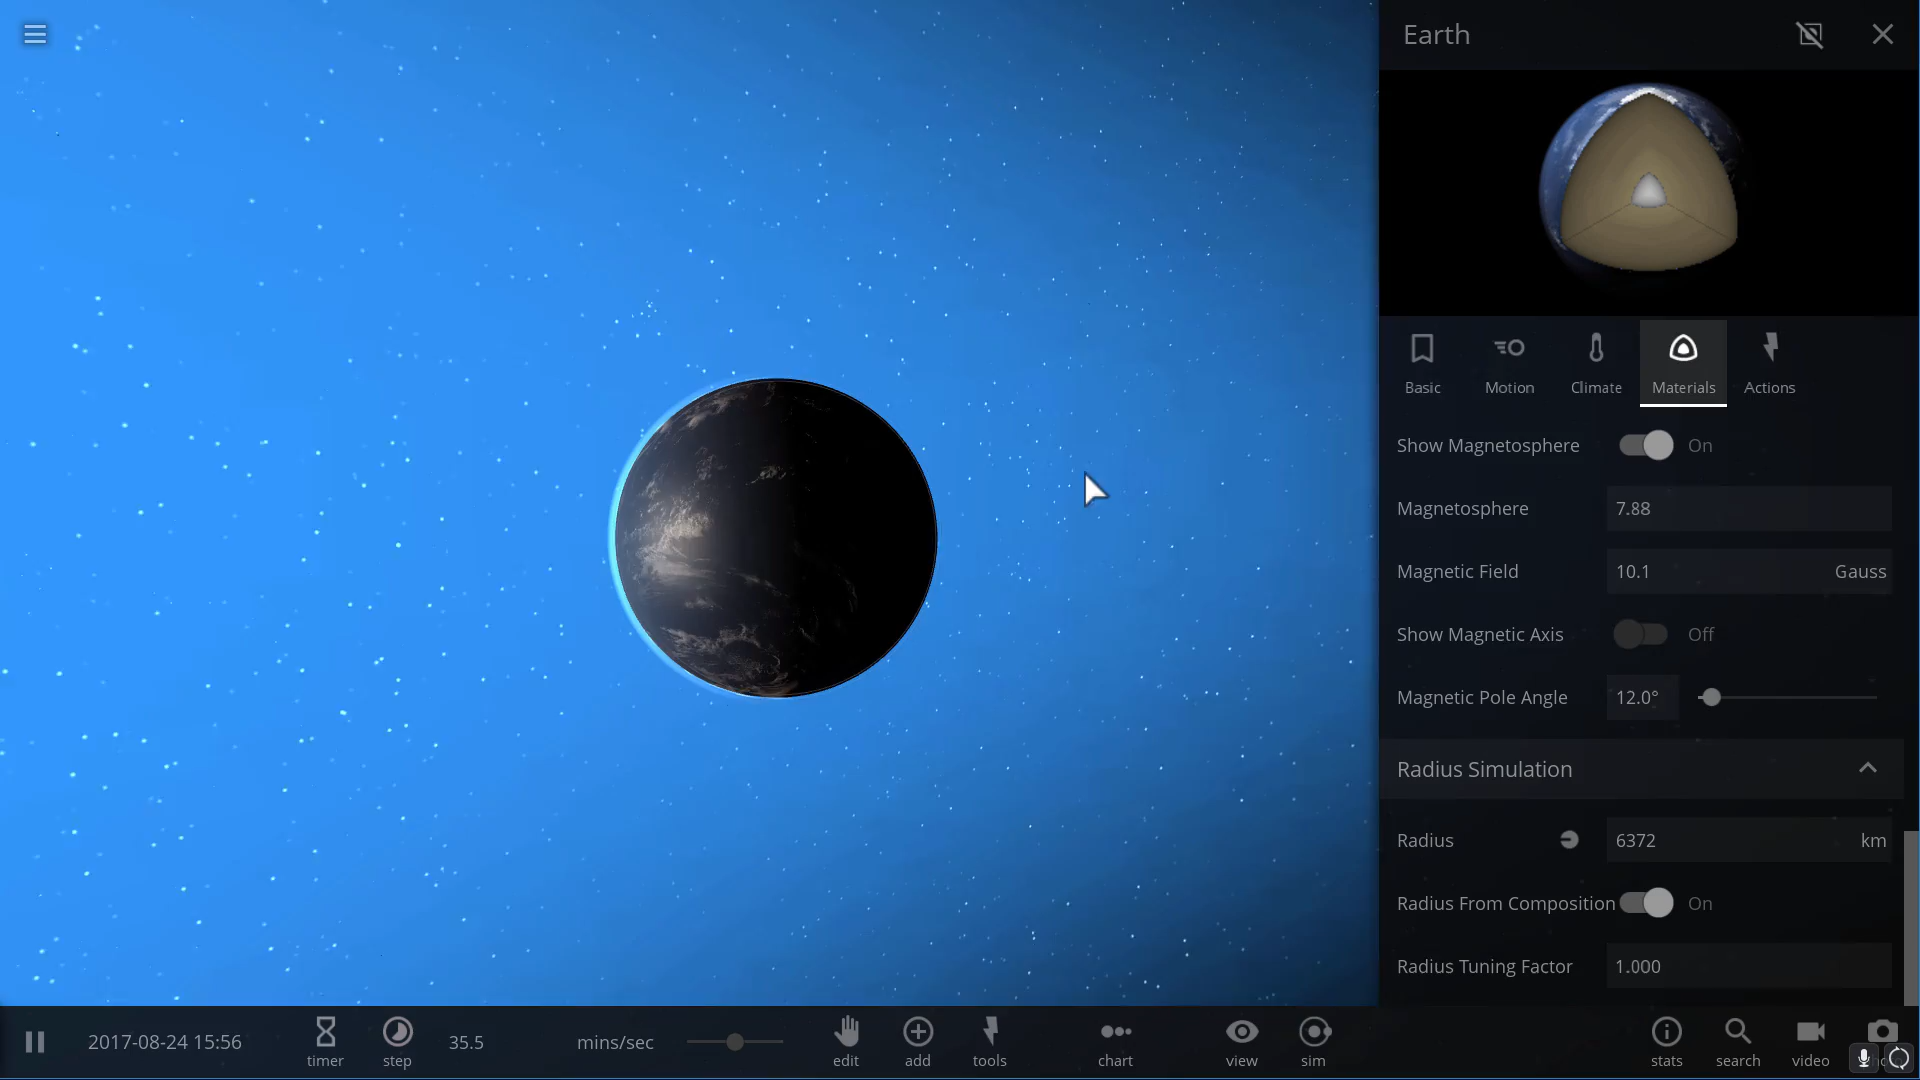 Earth
Basic Motion Climate Materials Actions
Show Magnetosphere On
Magnetosphere 7.88
Magnetic Field 10.1 Gauss
Show Magnetic Axis Off
Magnetic Pole Angle 12.0°
Radius Simulation
Radius 6372 km
Radius From Composition On
Radius Tuning Factor 1.000
2017-08-24 15:56 timer step 35.5 mins/sec edit add tools chart view sim stats search video